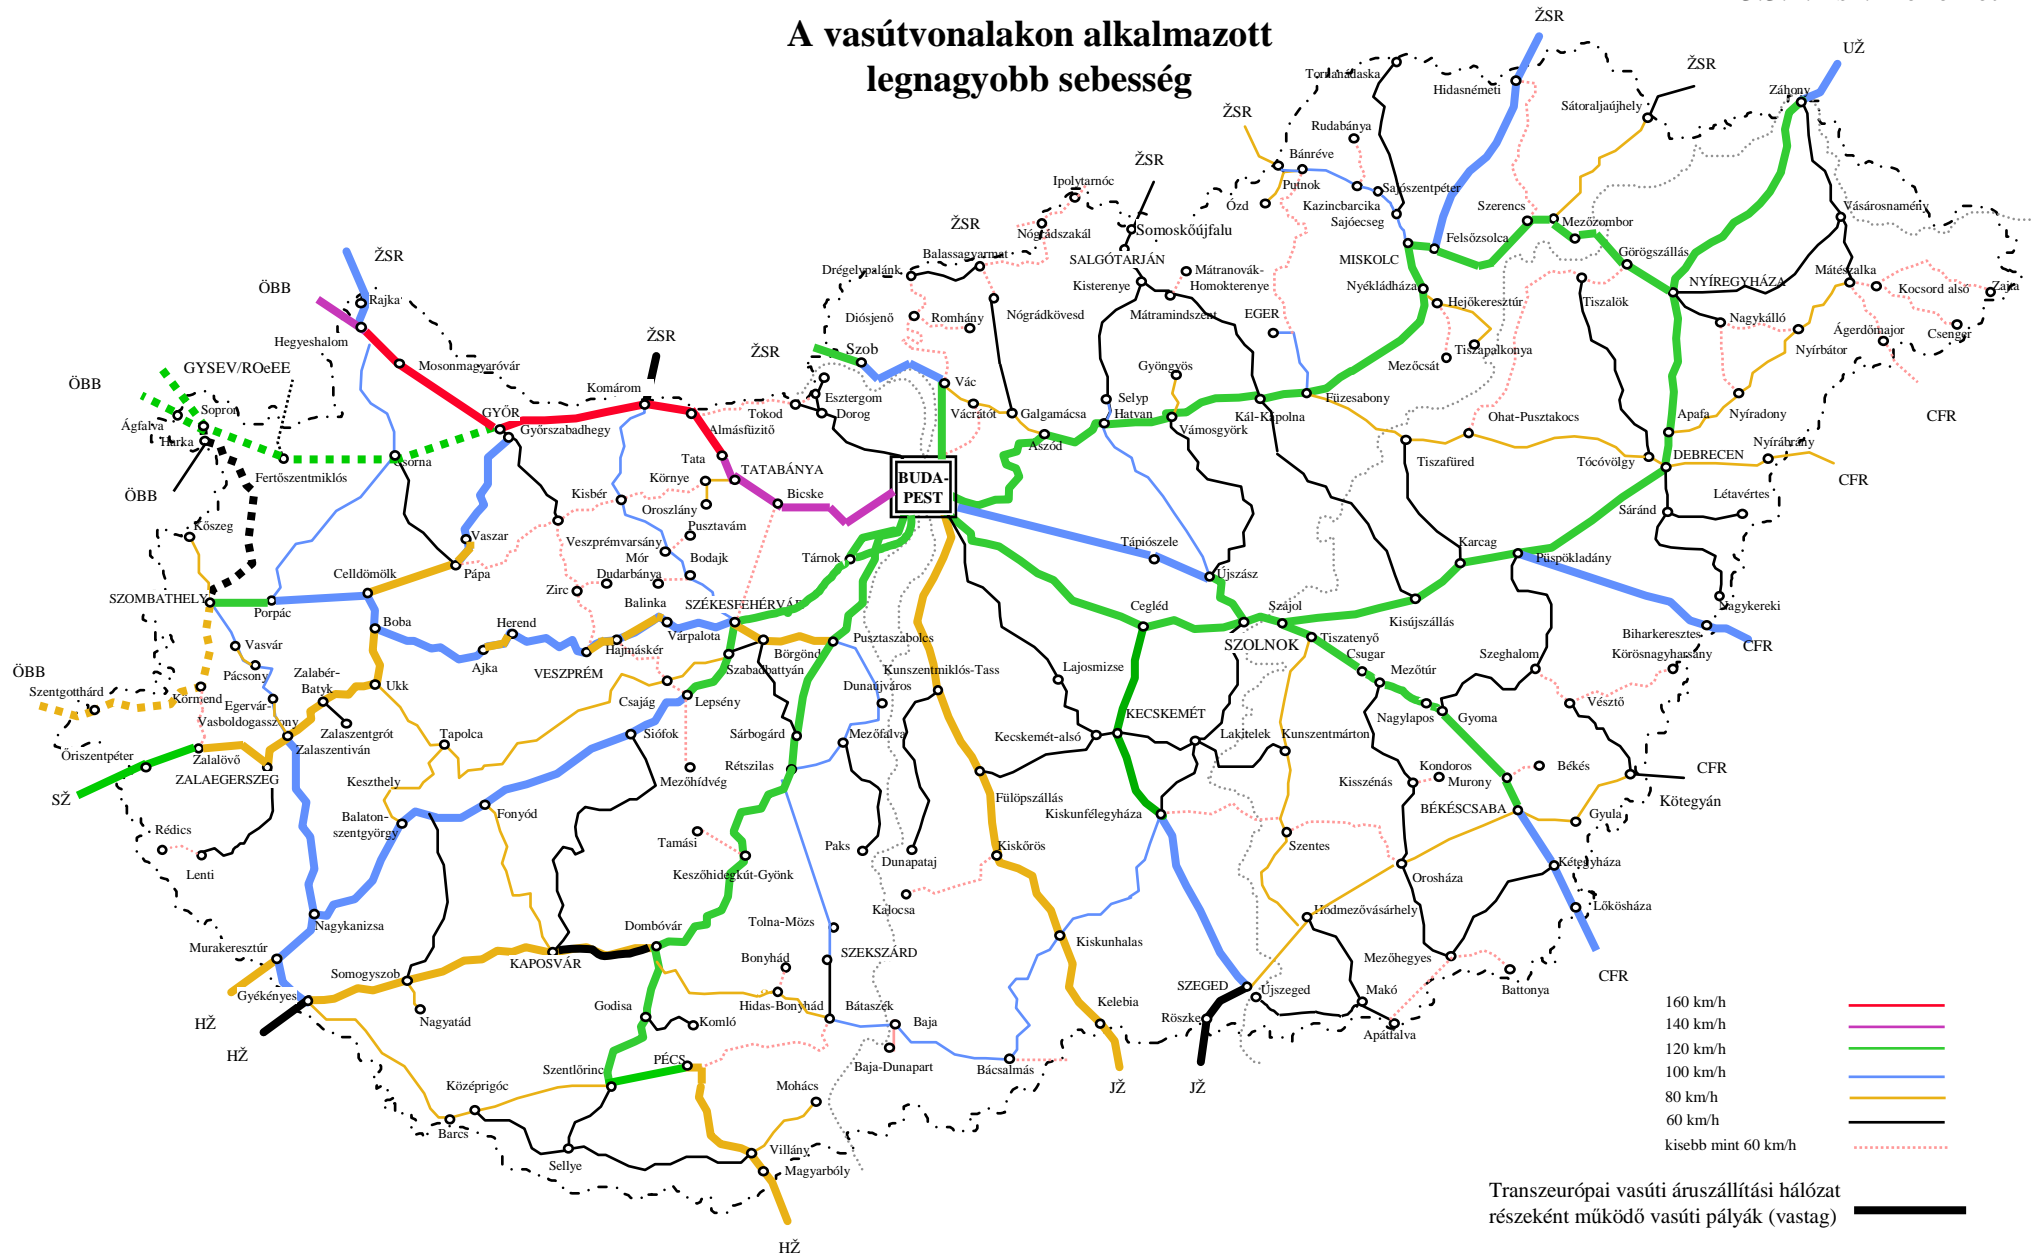 A vasútvonalakon alkalmazott
legnagyobb sebesség
ŽSR
UŽ
ŽSR
Tornanádaska
Hidasnémeti
Záhony
Sátoraljaújhely
ŽSR
Rudabánya
Bánréve
Putnok
Sajószentpéter
Kazincbarcika
Sajóecseg
Ózd
Szerencs
Mezőzombor
Vásárosnamény
ŽSR
Ipolytarnóc
ŽSR
Nógrádszakál
Somoskőújfalu
Felsőzsolca
Görögszállás
MISKOLC
Balassagyarmat
SALGÓTARJÁN
Drégelypalánk
Mátranovák-
Homokterenye
Kisterenye
Nyékládháza
Hejőkeresztúr
Tiszalök
NYÍREGYHÁZA
Mátészalka
Kocsord alsó
Zajta
ŽSR
ÖBB
Rajka
Hegyeshalom
Diósjenő
Romhány
Nógrádkövesd
Mátramindszent
EGER
Nagykálló
Ágerdőmajor
Csenger
Nyírbátor
Tiszapalkonya
Mezőcsát
ŽSR
ŽSR
Szob
GYSEV/ROeEE
Mosonmagyaróvár
ÖBB
Gyöngyös
Komárom
Vác
Esztergom
Tokod
Dorog
Vácrátót
Galgamácsa
Selyp
Hatvan
Kál-Kápolna
Füzesabony
Ohat-Pusztakocs
Apafa
Nyíradony
CFR
Sopron
Ágfalva
Harka
GYŐR
Győrszabadhegy
Almásfüzitő
Vámosgyörk
Aszód
Nyírábrány
Tata
TATABÁNYA
Csorna
Tiszafüred
Tócóvölgy
DEBRECEN
CFR
Fertőszentmiklós
ÖBB
Környe
Kisbér
Bicske
BUDA-
PEST
Oroszlány
Létavértes
Sáránd
Kőszeg
Pusztavám
Vaszar
Veszprémvarsány
Mór
Bodajk
Tárnok
Tápiószele
Karcag
Püspökladány
Celldömölk
Pápa
Dudarbánya
Zirc
Újszász
SZOMBATHELY
Porpác
Balinka
SZÉKESFEHÉRVÁR
Cegléd
Szajol
Kisújszállás
Nagykereki
Boba
Herend
Várpalota
Pusztaszabolcs
SZOLNOK
Tiszatenyő
Biharkeresztes
CFR
Vasvár
Hajmáskér
Börgönd
Csugar
Mezőtúr
Szeghalom
Körösnagyharsány
ÖBB
Pácsony
Zalabér-
Batyk
Ajka
VESZPRÉM
Szabadbattyán
Kunszentmiklós-Tass
Lajosmizse
Szentgotthárd
Körmend
Egervár-
Vasboldogasszony
Ukk
Csajág
Lepsény
Dunaújváros
Nagylapos
Gyoma
Vésztő
KECSKEMÉT
Zalaszentgrót
Zalaszentiván
Tapolca
Siófok
Sárbogárd
Mezőfalva
Kecskemét-alsó
Lakitelek
Kunszentmárton
Őriszentpéter
Zalalövő
ZALAEGERSZEG
Keszthely
Mezőhídvég
Rétszilas
Kondoros
Kisszénás
Murony
Békés
CFR
SŽ
Fülöpszállás
Kiskunfélegyháza
BÉKÉSCSABA
Kötegyán
Balaton-
szentgyörgy
Fonyód
Gyula
Rédics
Lenti
Tamási
Paks
Dunapataj
Kiskőrös
Szentes
Kétegyháza
Keszőhidegkút-Gyönk
Orosháza
Kalocsa
Lőkösháza
Nagykanizsa
Dombóvár
Tolna-Mözs
Hódmezővásárhely
Murakeresztúr
SZEKSZÁRD
Kiskunhalas
KAPOSVÁR
Bonyhád
Mezőhegyes
Somogyszob
CFR
Gyékényes
SZEGED
Újszeged
Makó
Battonya
HŽ
Nagyatád
Godisa
Komló
Hidas-Bonyhád
Bátaszék
Baja
Kelebia
Röszke
Apátfalva
HŽ
PÉCS
Baja-Dunapart
Bácsalmás
Szentlőrinc
JŽ
JŽ
Középrigóc
Mohács
Barcs
Villány
Sellye
Magyarbóly
HŽ
160 km/h
140 km/h
120 km/h
100 km/h
80 km/h
60 km/h
kisebb mint 60 km/h
Transzeurópai vasúti áruszállítási hálózat
részeként működő vasúti pályák (vastag)